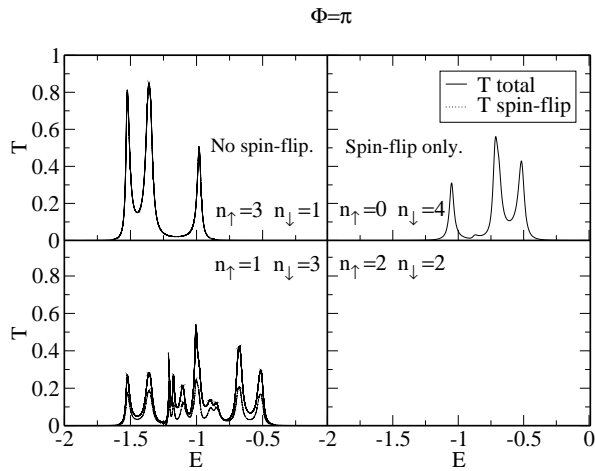 Φ=π
1
0.8
0.6
0.4
0.2
0
T
No spin-flip.
n↑=3 n↓=1
T total
T spin-flip
Spin-flip only.
n↑=0 n↓=4
0.8
0.6
0.4
0.2
0
T
n↑=1 n↓=3
n↑=2 n↓=2
-2 -1.5 -1 -0.5
-2 -1.5 -1 -0.5 0
E
E